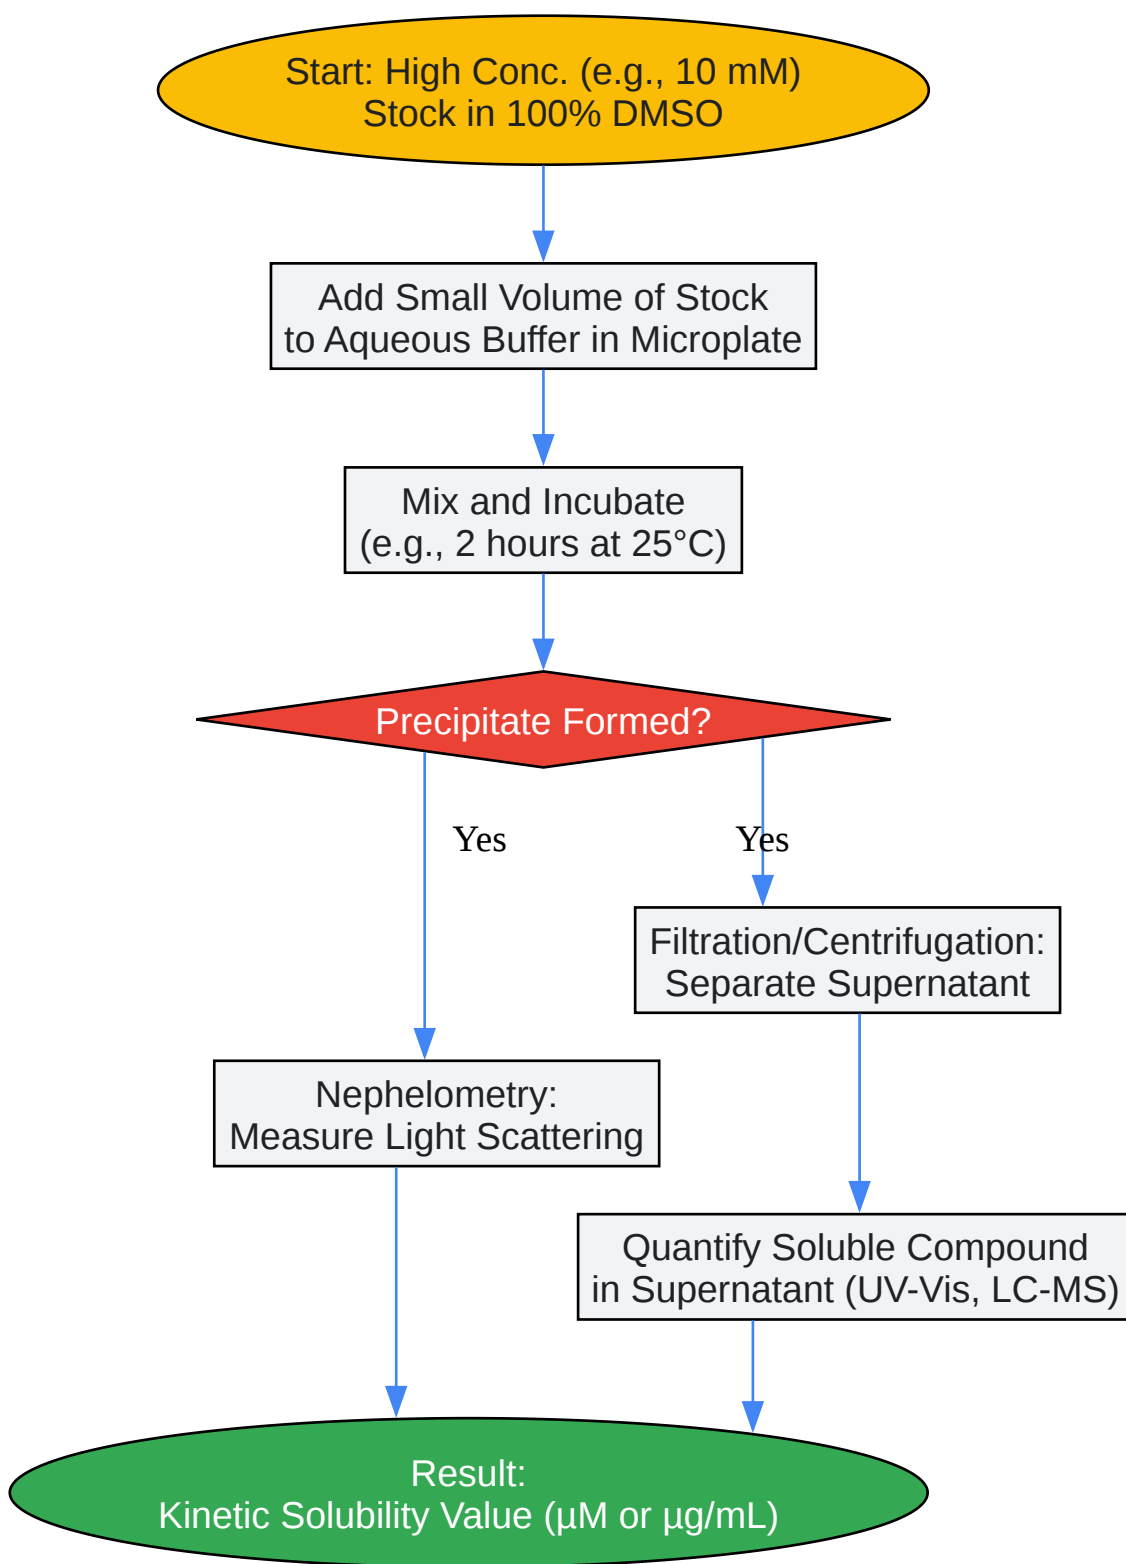 Start: High Conc. (e.g., 10 mM)
Stock in 100% DMSO
Add Small Volume of Stock
to Aqueous Buffer in Microplate
Mix and Incubate
(e.g., 2 hours at 25°C)
Precipitate Formed?
Yes
Yes
Filtration/Centrifugation:
Separate Supernatant
Nephelometry:
Measure Light Scattering
Quantify Soluble Compound
in Supernatant (UV-Vis, LC-MS)
Result:
Kinetic Solubility Value (µM or µg/mL)